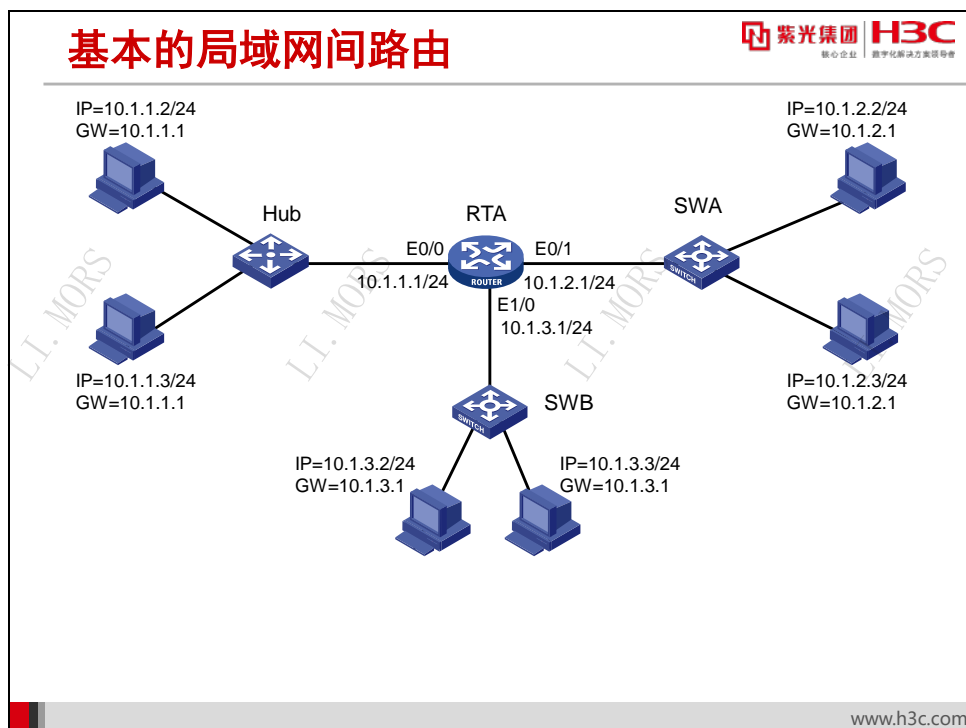 基本的局域网间路由
紫光集团 H3C
核心企业 数字化解决方案领导者
IP=10.1.1.2/24
GW=10.1.1.1
IP=10.1.2.2/24
GW=10.1.2.1
Hub
RTA
SWA
E0/0
E0/1
ROUTER
SWITCH
10.1.1.1/24
10.1.2.1/24
E1/0
10.1.3.1/24
LI. MORS
LI. MORS
LI. MORS
LI. MORS
IP=10.1.1.3/24
GW=10.1.1.1
IP=10.1.2.3/24
GW=10.1.2.1
SWB
SWITCH
IP=10.1.3.2/24
GW=10.1.3.1
IP=10.1.3.3/24
GW=10.1.3.1
www.h3c.com